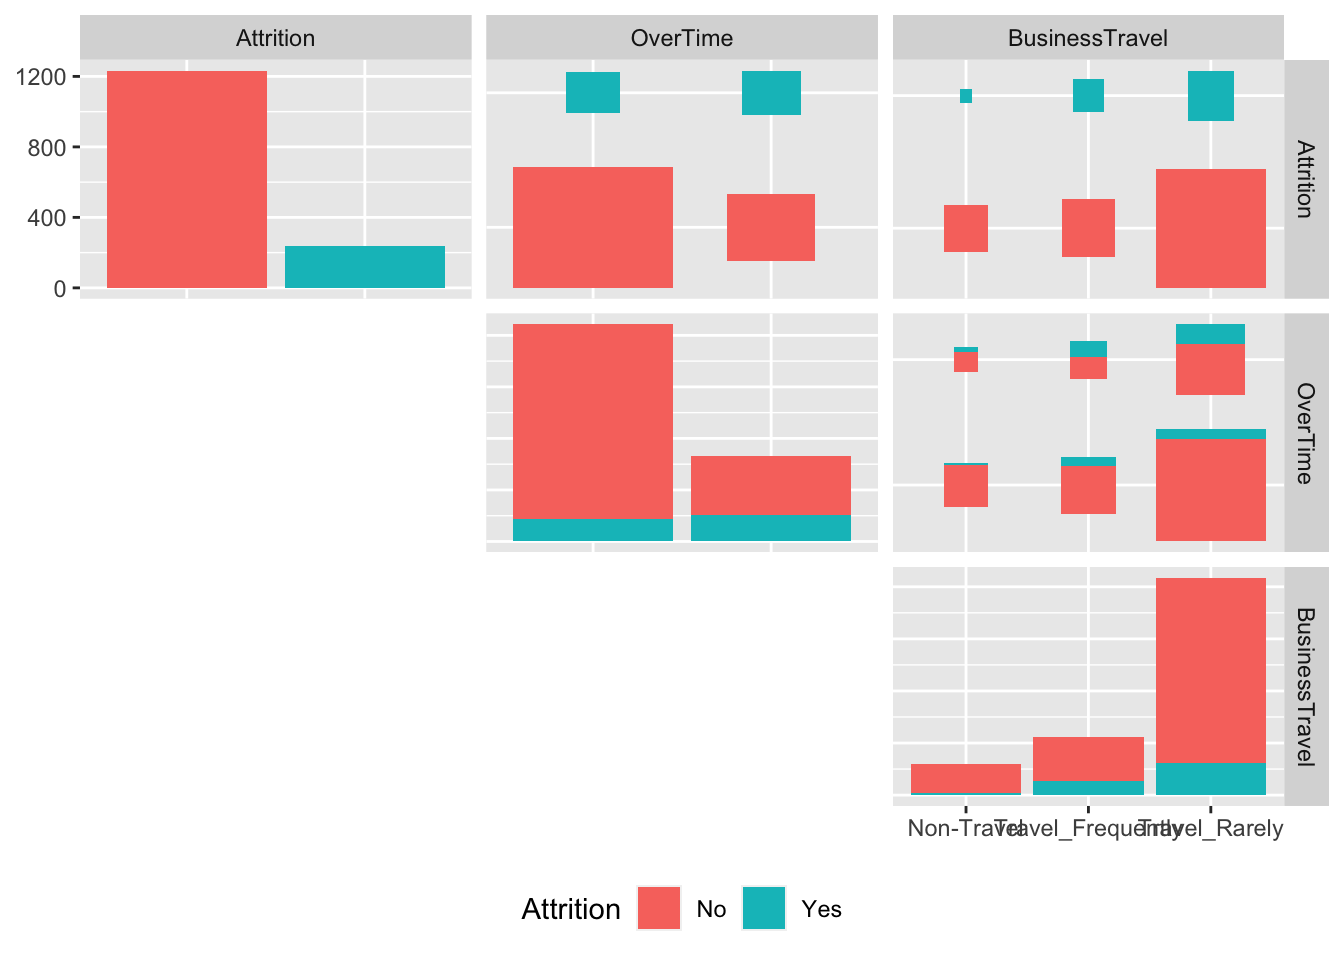 Attrition
OverTime
BusinessTravel
1200
800
400
0
Attrition
OverTime
BusinessTravel
Non-Travel
Travel_Frequently
Travel_Rarely
Attrition
No
Yes